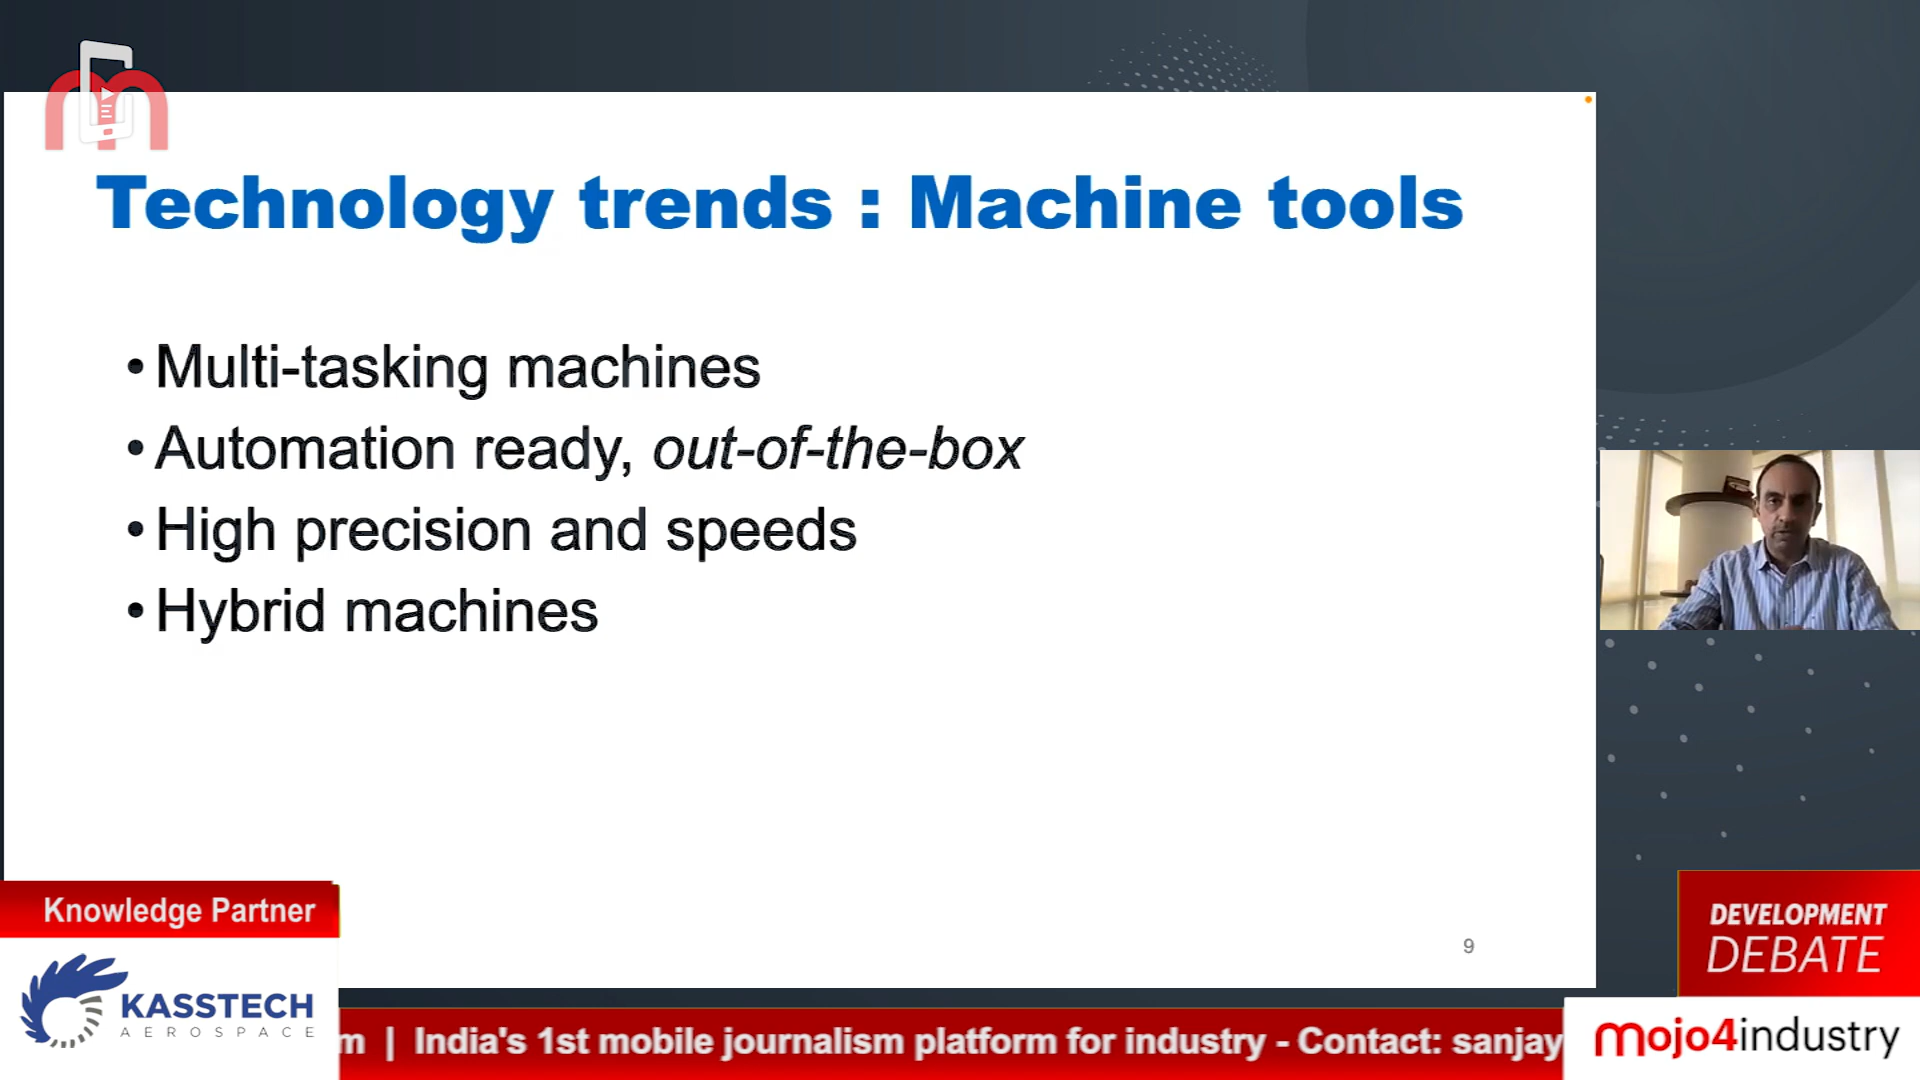 Technology trends : Machine tools
• Multi-tasking machines
• Automation ready, out-of-the-box
• High precision and speeds
• Hybrid machines
9
Knowledge Partner
KASSTECH
AEROSPACE
DEVELOPMENT
DEBATE
m | India's 1st mobile journalism platform for industry - Contact: sanjay
mojo4industry